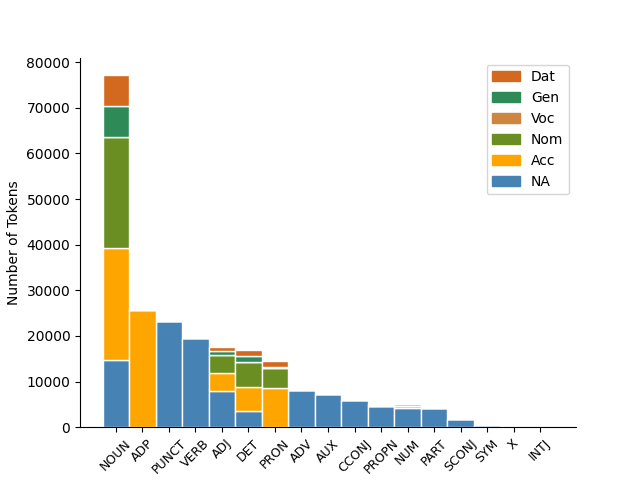 80000
70000
60000
50000
40000
30000
20000
10000
0
Number of Tokens
Dat
Gen
Voc
Nom
Acc
NA
NOUN
ADP
PUNCT
VERB
ADJ
DET
PRON
ADV
AUX
CCONJ
PROPN
NUM
PART
SCONJ
SYM
X
INTJ